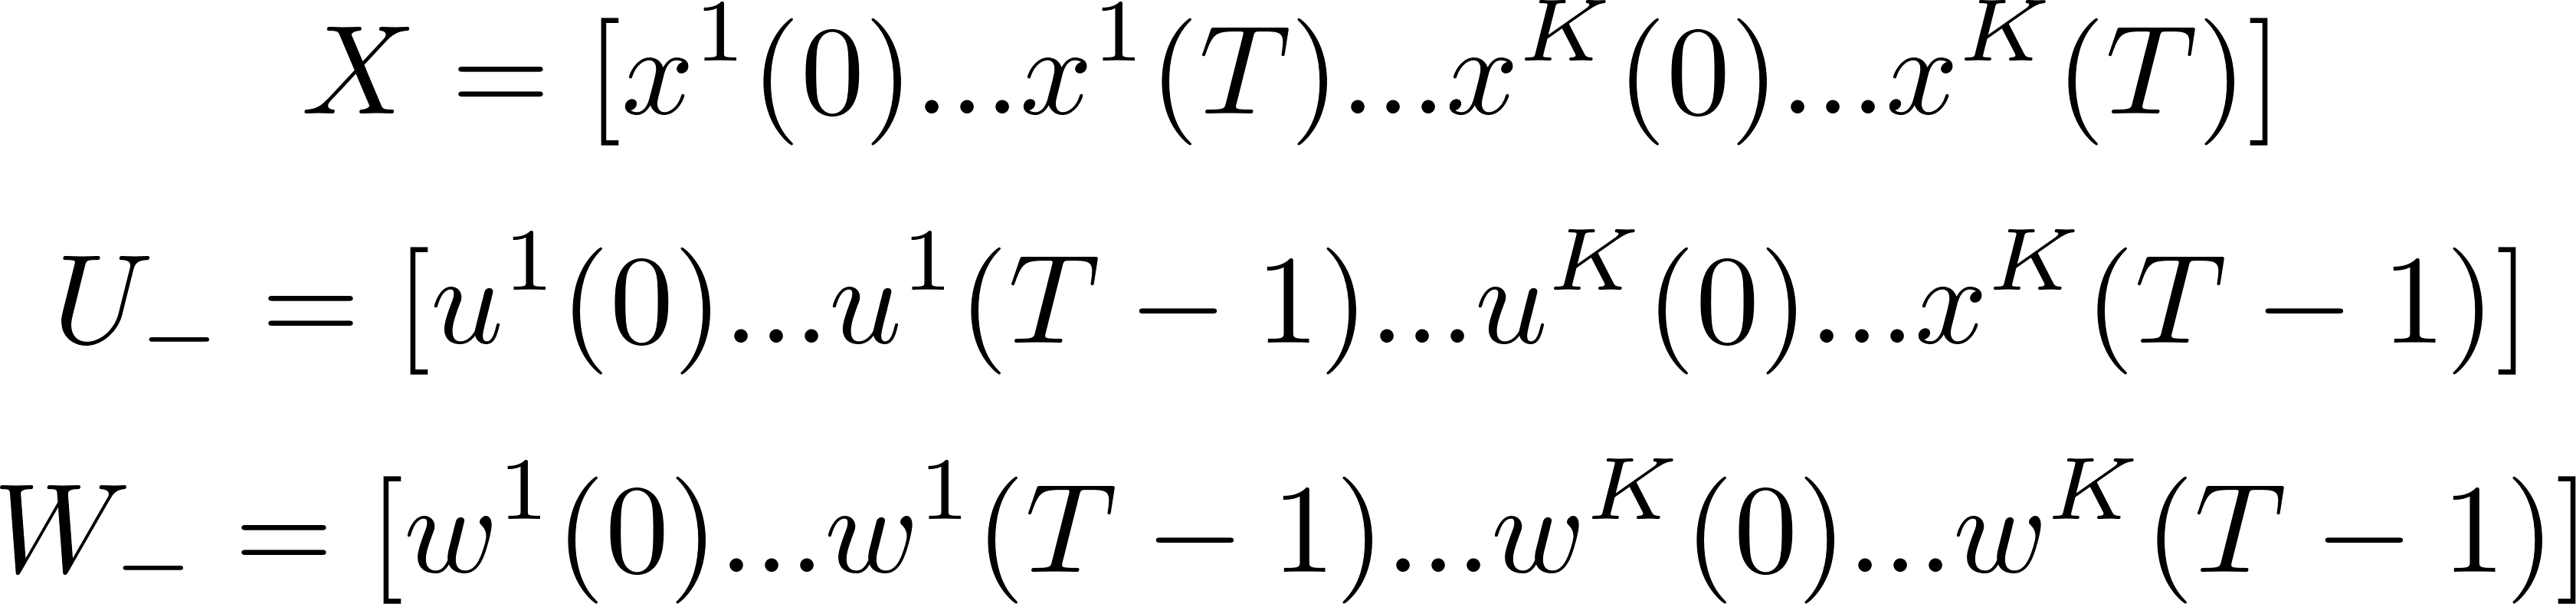 X = [x^1(0)...x^1(T)...x^K(0)...x^K(T)]
U_− = [u^1(0)...u^1(T − 1)...u^K(0)...x^K(T − 1)]
W_− = [w^1(0)...w^1(T − 1)...w^K(0)...w^K(T − 1)]